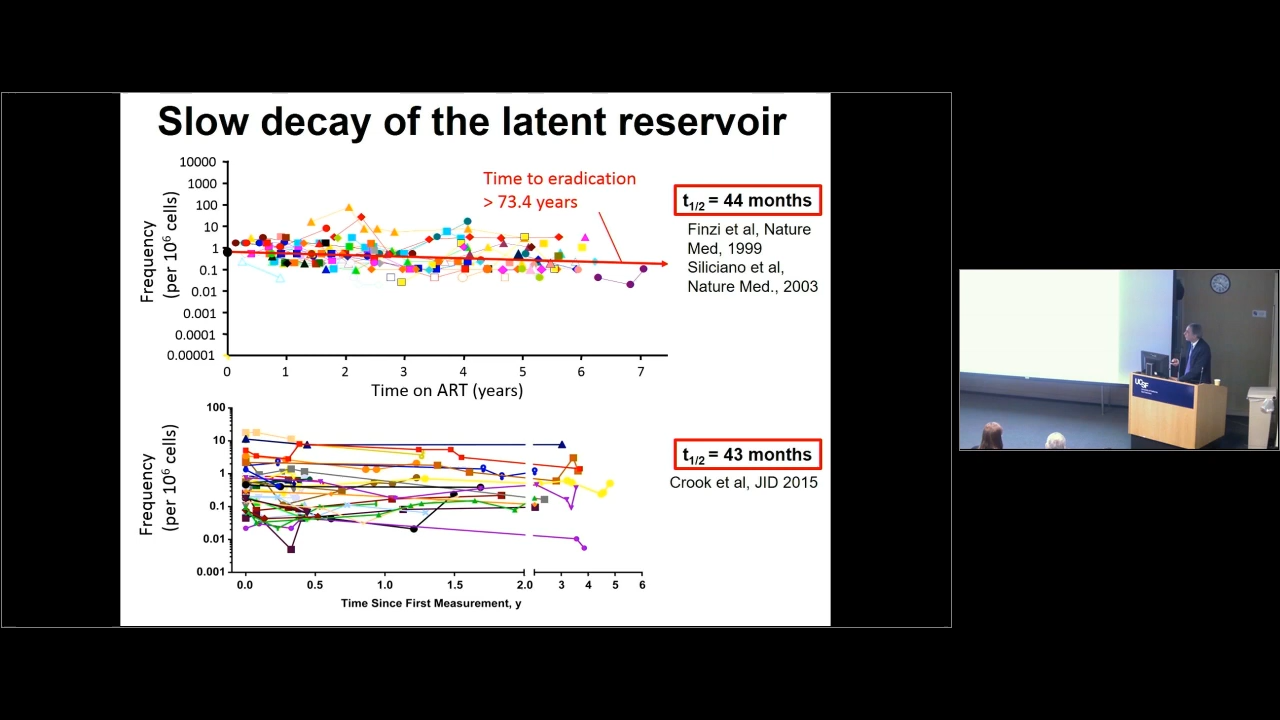 Slow decay of the latent reservoir
10000
1000
100
10
1
0.1
0.01
0.001
0.0001
0.00001
Frequency
(per 10⁶ cells)
Time to eradication
> 73.4 years
0 1 2 3 4 5 6 7
Time on ART (years)
t1/2 = 44 months
Finzi et al, Nature
Med, 1999
Siliciano et al,
Nature Med., 2003
100
10
1
0.1
0.01
0.001
Frequency
(per 10⁶ cells)
0.0 0.5 1.0 1.5 2.0 3 4 5 6
Time Since First Measurement, y
t1/2 = 43 months
Crook et al, JID 2015
UCSF